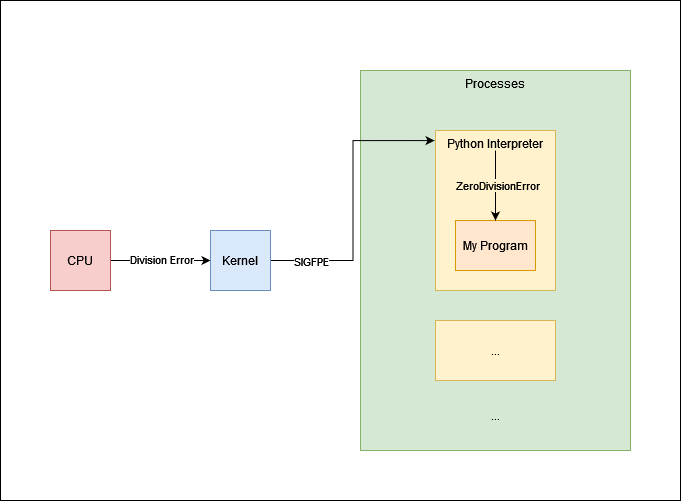 Processes
Python Interpreter
ZeroDivisionError
My Program
CPU
Division Error
Kernel
SIGFPE
...
...